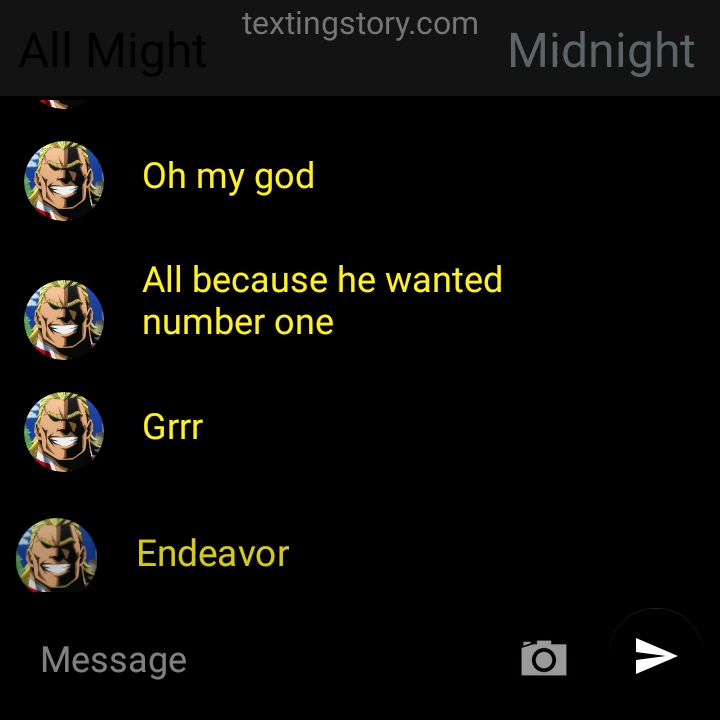 textingstory.com
All Might
Midnight
Oh my god
All because he wanted
number one
Grrr
Endeavor
Message